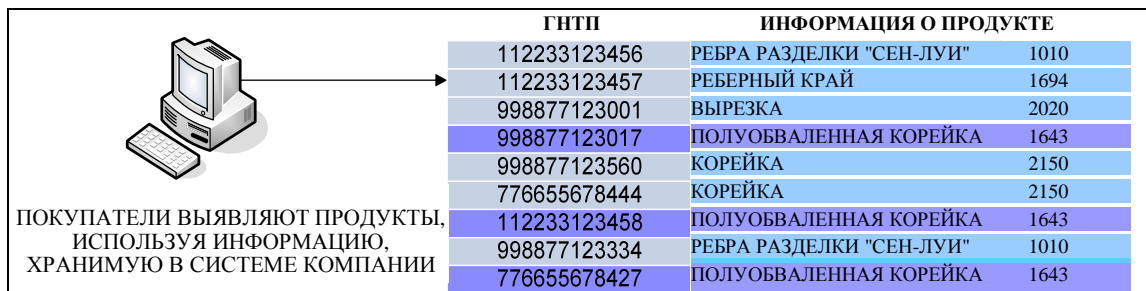 ГНТП ИНФОРМАЦИЯ О ПРОДУКТЕ
112233123456 РЕБРА РАЗДЕЛКИ "СЕН-ЛУИ" 1010
112233123457 РЕБЕРНЫЙ КРАЙ 1694
998877123001 ВЫРЕЗКА 2020
998877123017 ПОЛУОБВАЛЕННАЯ КОРЕЙКА 1643
998877123560 КОРЕЙКА 2150
776655678444 КОРЕЙКА 2150
112233123458 ПОЛУОБВАЛЕННАЯ КОРЕЙКА 1643
998877123334 РЕБРА РАЗДЕЛКИ "СЕН-ЛУИ" 1010
776655678427 ПОЛУОБВАЛЕННАЯ КОРЕЙКА 1643
ПОКУПАТЕЛИ ВЫЯВЛЯЮТ ПРОДУКТЫ,
ИСПОЛЬЗУЯ ИНФОРМАЦИЮ,
ХРАНИМУЮ В СИСТЕМЕ КОМПАНИИ